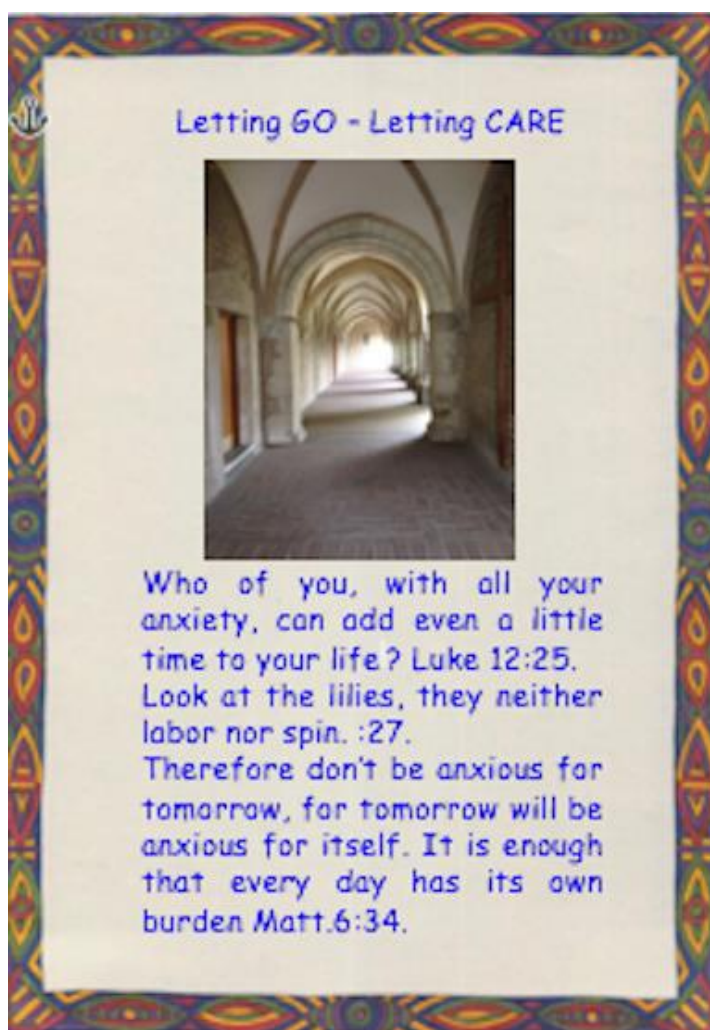 Letting GO - Letting CARE
Who of you, with all your
anxiety, can add even a little
time to your life? Luke 12:25.
Look at the lilies, they neither
labor nor spin. :27.
Therefore don't be anxious for
tomorrow, for tomorrow will be
anxious for itself. It is enough
that every day has its own
burden Matt.6:34.